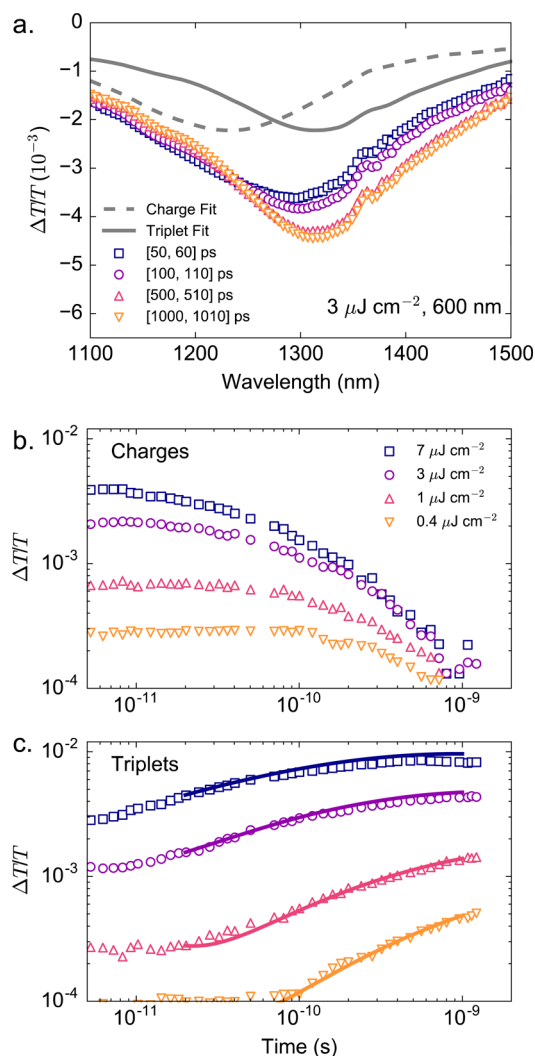 a.
0
−1
−2
−3
−4
−5
−6
ΔT/T (10⁻³)
Charge Fit
Triplet Fit
[50, 60] ps
[100, 110] ps
[500, 510] ps
[1000, 1010] ps
3 μJ cm⁻², 600 nm
1100 1200 1300 1400 1500
Wavelength (nm)
b.
Charges
10⁻²
10⁻³
10⁻⁴
ΔT/T
7 μJ cm⁻²
3 μJ cm⁻²
1 μJ cm⁻²
0.4 μJ cm⁻²
10⁻¹¹ 10⁻¹⁰ 10⁻⁹
c.
Triplets
10⁻²
10⁻³
10⁻⁴
ΔT/T
10⁻¹¹ 10⁻¹⁰ 10⁻⁹
Time (s)